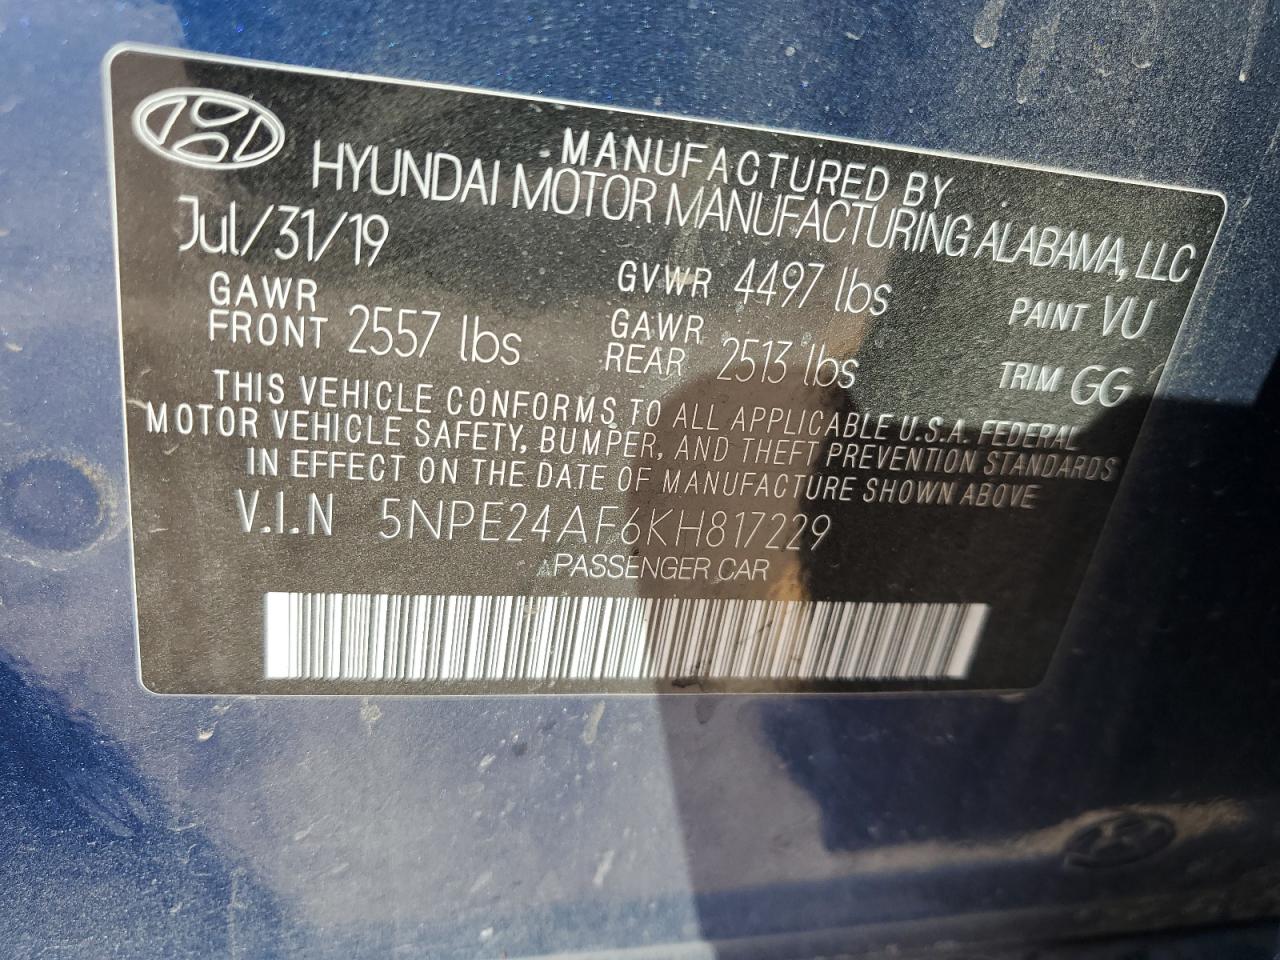 MANUFACTURED BY
HYUNDAI MOTOR MANUFACTURING ALABAMA, LLC
Jul/31/19
GVWR 4497 lbs
PAINT VU
GAWR FRONT 2557 lbs
GAWR REAR 2513 lbs
TRIM GG
THIS VEHICLE CONFORMS TO ALL APPLICABLE U.S.A. FEDERAL
MOTOR VEHICLE SAFETY, BUMPER, AND THEFT PREVENTION STANDARDS
IN EFFECT ON THE DATE OF MANUFACTURE SHOWN ABOVE
V.I.N 5NPE24AF6KH817229
PASSENGER CAR